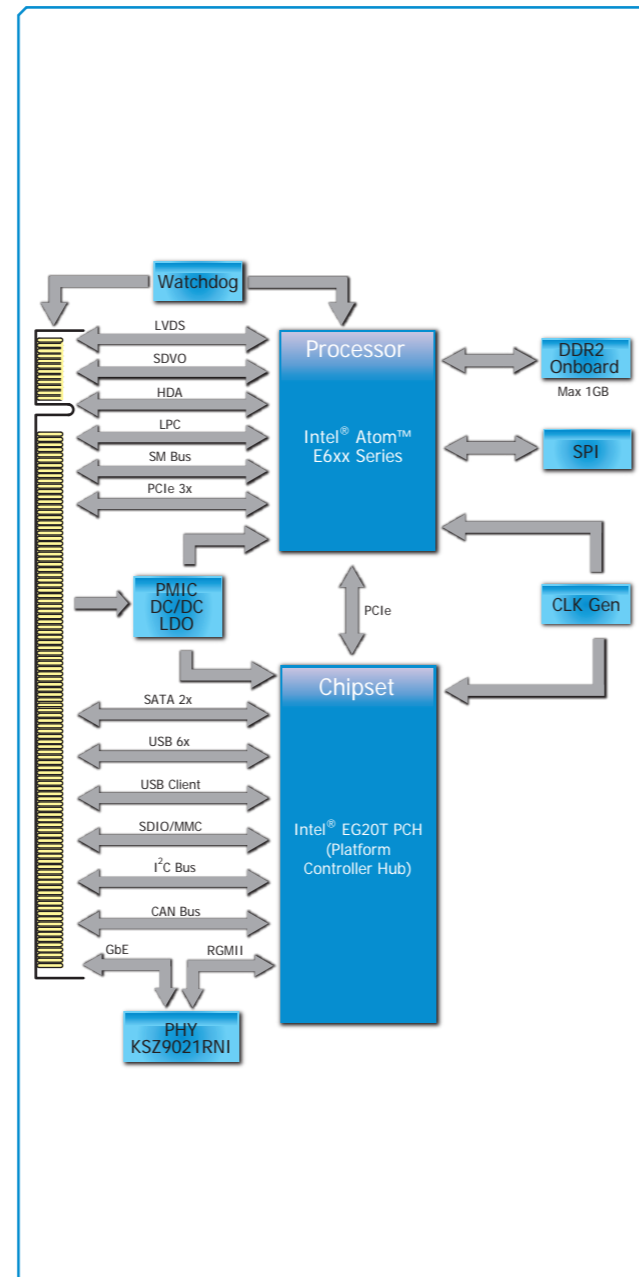 Watchdog
LVDS
SDVO
HDA
LPC
SM Bus
PCIe 3x
Processor
Intel® Atom™
E6xx Series
DDR2
Onboard
Max 1GB
SPI
PMIC
DC/DC
LDO
PCIe
CLK Gen
Chipset
SATA 2x
USB 6x
USB Client
SDIO/MMC
I²C Bus
CAN Bus
Intel® EG20T PCH
(Platform
Controller Hub)
GbE
RGMII
PHY
KSZ9021RNI